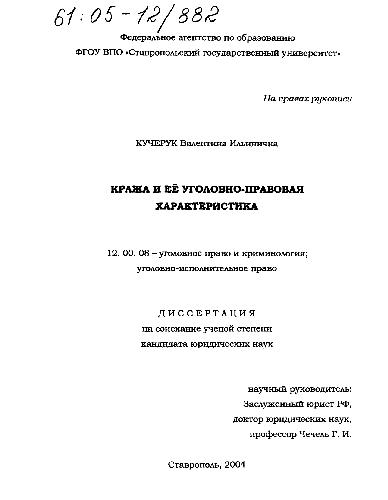 61:05-12/882
Федеральное агентство по образованию
ФГОУ ВПО «Ставропольский государственный университет»
На правах рукописи
КУЧЕРУК Валентина Ильинична
КРАЖА И ЕЁ УГОЛОВНО-ПРАВОВАЯ
ХАРАКТЕРИСТИКА
12. 00. 08 – уголовное право и криминология;
уголовно-исполнительное право
Д И С С Е Р Т А Ц И Я
на соискание ученой степени
кандидата юридических наук
научный руководитель:
Заслуженный юрист РФ,
доктор юридических наук,
профессор Чечель Г. И.
Ставрополь, 2004